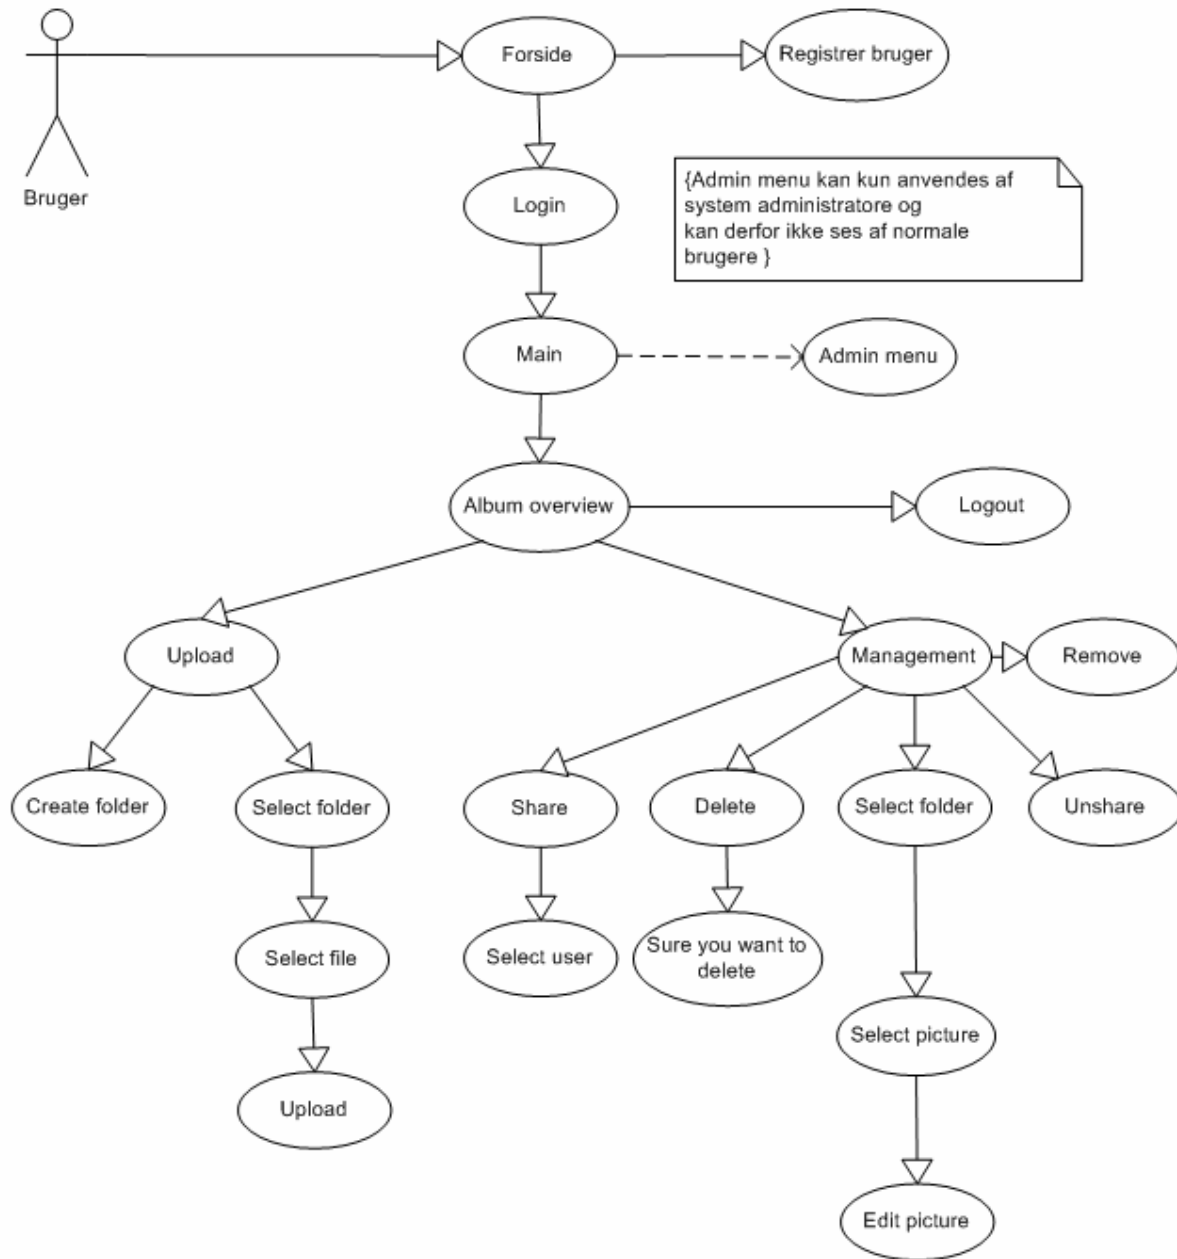 Forside
Registrer bruger
Bruger
{Admin menu kan kun anvendes af
system administratore og
kan derfor ikke ses af normale
brugere }
Login
Main
Admin menu
Album overview
Logout
Upload
Management
Remove
Create folder
Select folder
Share
Delete
Select folder
Unshare
Select file
Select user
Sure you want to
delete
Select picture
Upload
Edit picture